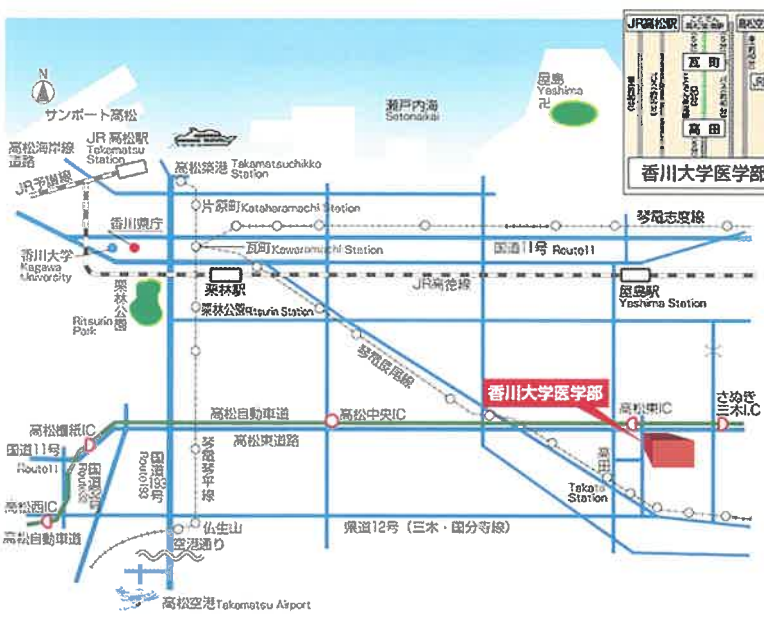 JR高松駅
瓦町
高田
香川大学医学部
N
サンポート高松
瀬戸内海
Setonaikai
屋島
Yashima
卍
高松海岸線
道路
JR高松駅
Takamatsu
Station
JR予讃線
高松築港 Takamatsuchikko
Station
片原町 Kataharamachi Station
琴電志度線
香川県庁
瓦町 Kawaramachi Station
国道11号 Route11
香川大学
Kagawa
University
栗林駅
JR高徳線
屋島駅
Yashima Station
栗林公園
Ritsurin
Park
栗林公園 Ritsurin Station
琴電長尾線
香川大学医学部
さぬき
三木I.C
高松自動車道
高松中央IC
高松東IC
高松檀紙IC
高松東道路
国道11号
Route11
国道32号
国道193号
Route193
琴電琴平線
高田
Takata
Station
高松西IC
高松自動車道
仏生山
空港通り
県道12号（三木・国分寺線）
高松空港 Takamatsu Airport